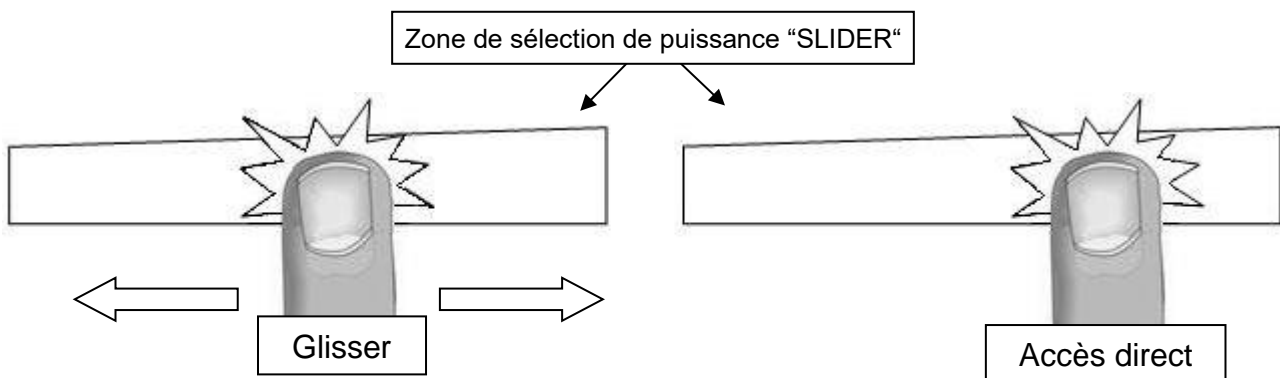 Zone de sélection de puissance “SLIDER“
Glisser
Accès direct